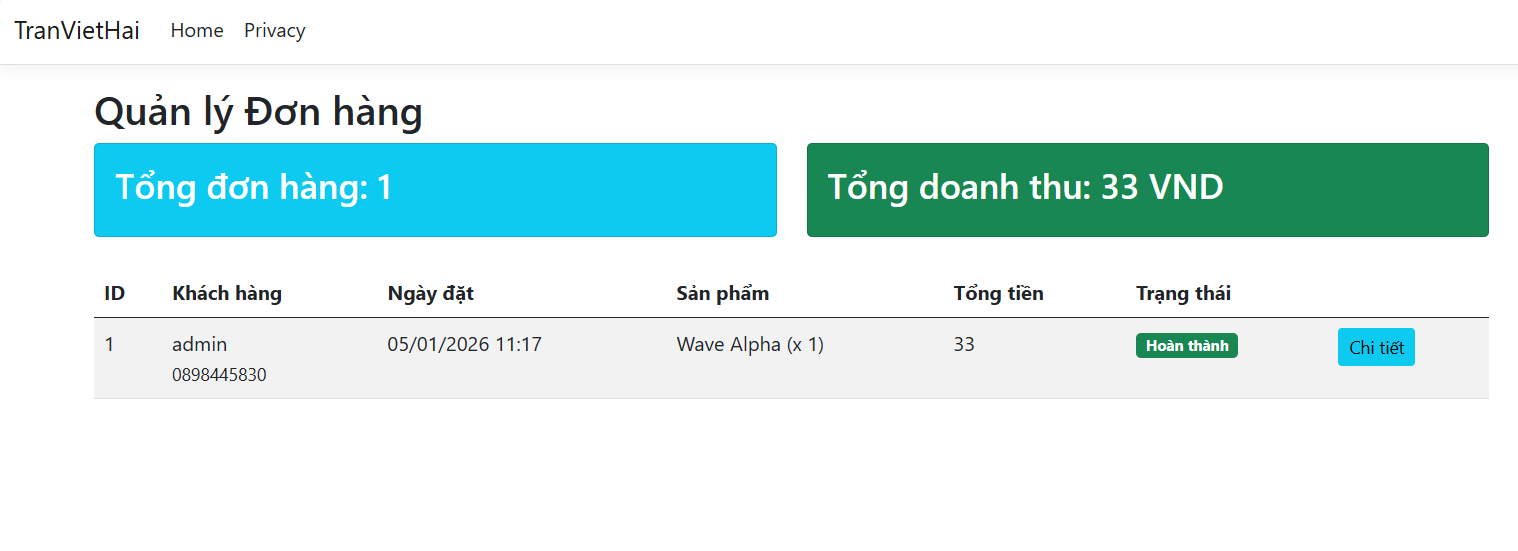 TranVietHai Home Privacy
Quản lý Đơn hàng
Tổng đơn hàng: 1
Tổng doanh thu: 33 VND
ID Khách hàng Ngày đặt Sản phẩm Tổng tiền Trạng thái
1 admin 05/01/2026 11:17 Wave Alpha (x 1) 33 Hoàn thành Chi tiết
0898445830